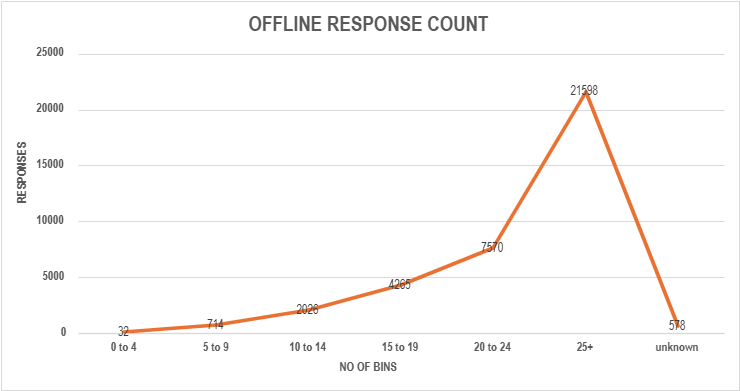 OFFLINE RESPONSE COUNT
25000
20000
15000
10000
5000
0
RESPONSES
32
714
2026
4265
7570
21598
578
0 to 4
5 to 9
10 to 14
15 to 19
20 to 24
25+
unknown
NO OF BINS